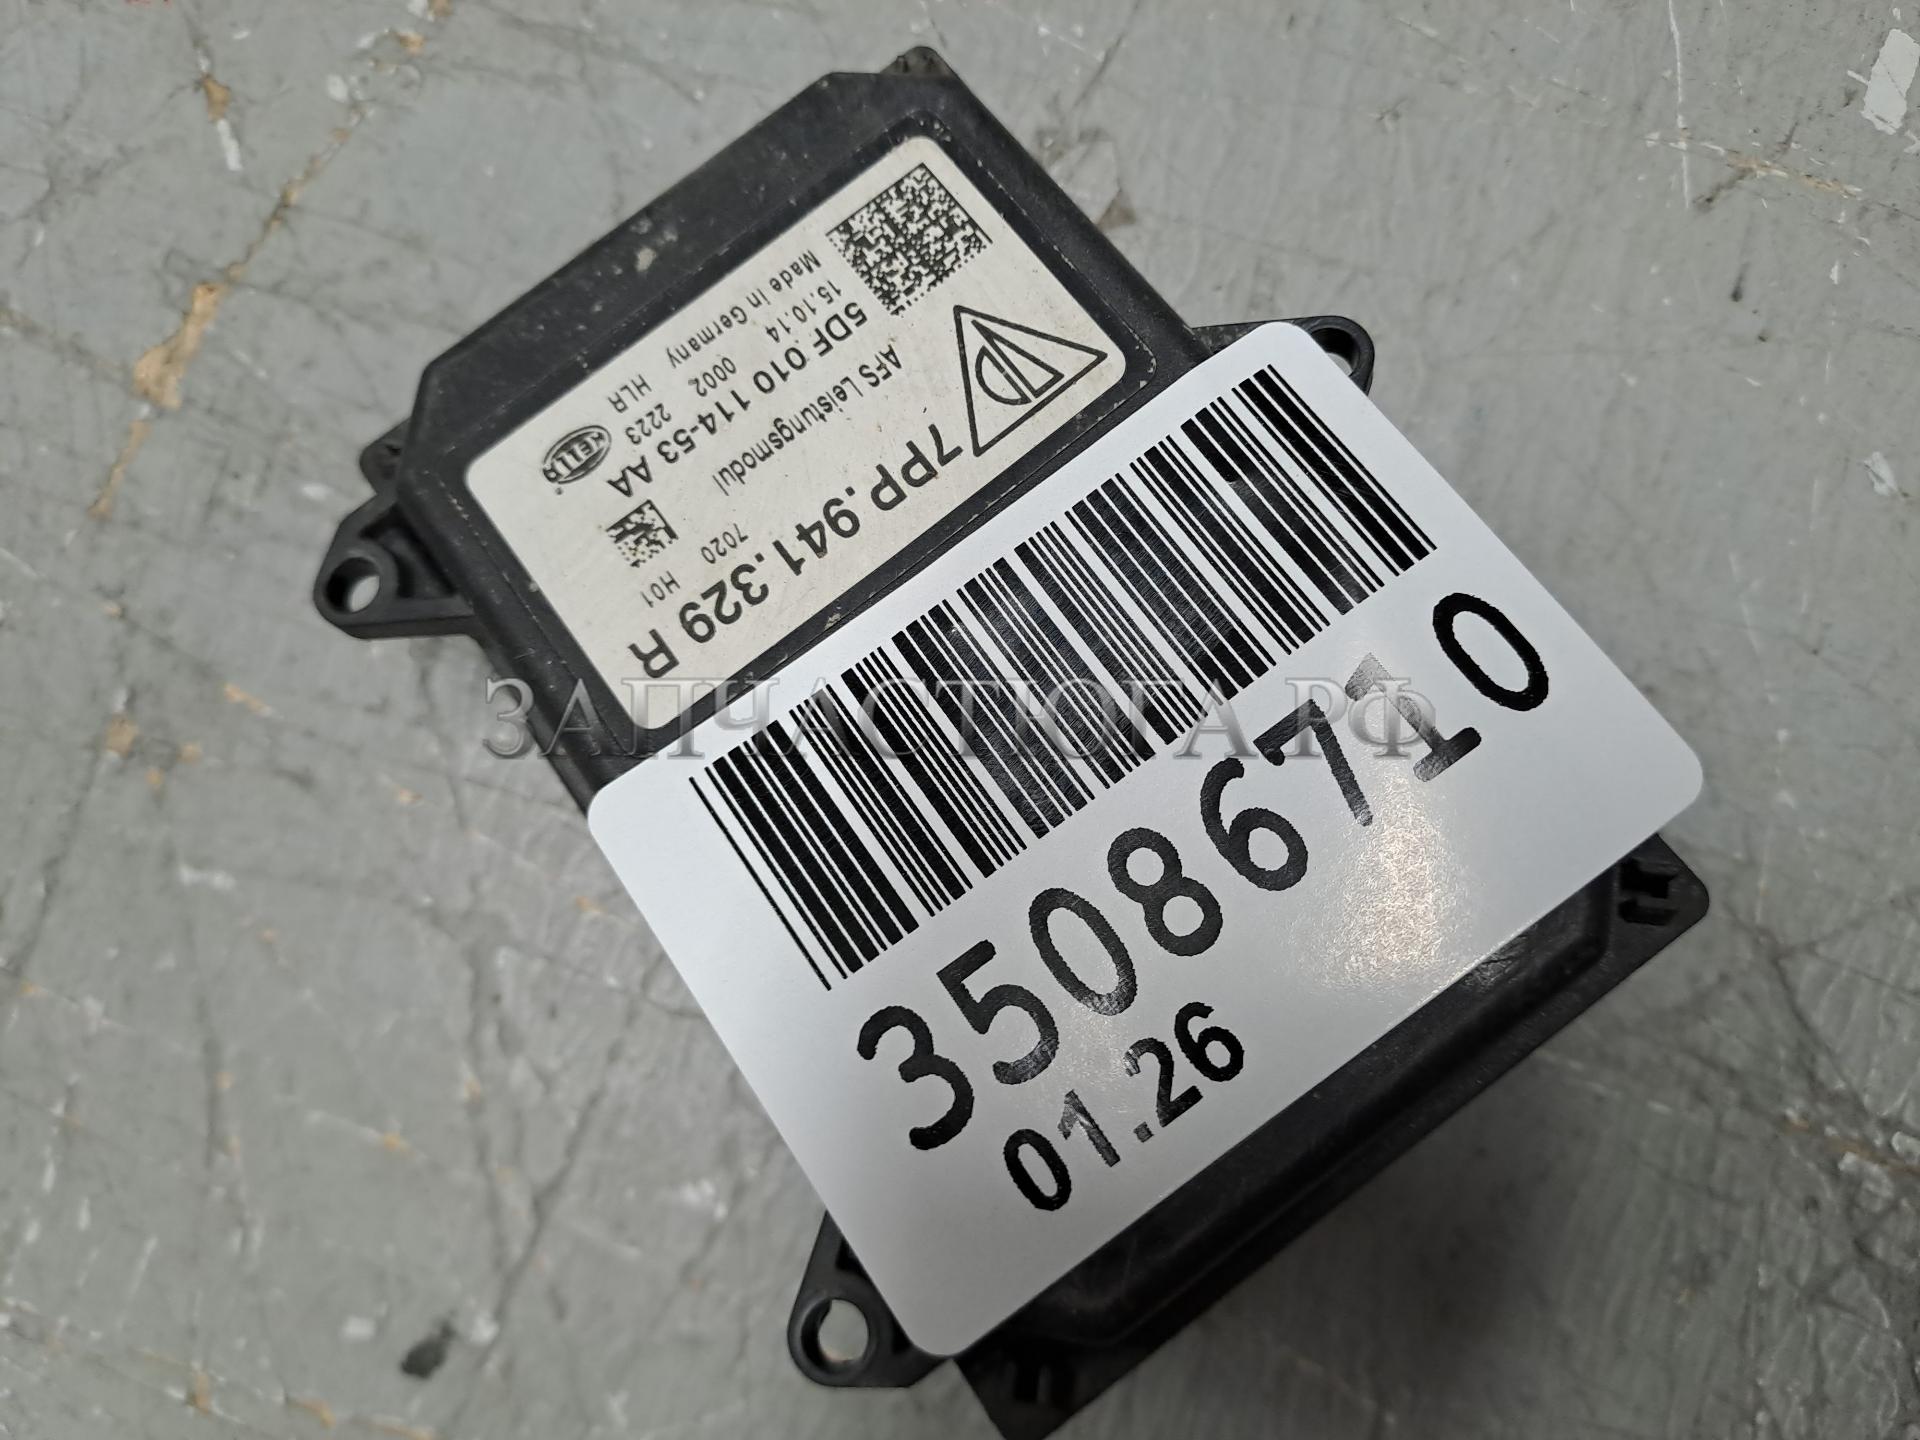 7PP.941.329 R
AFS Leistungsmodul 7020 H01
5DF 010 114-53 AA
15.10.14 0002 2223
Made in Germany HLR
HELLA
ЗАПЧАСТЮГА.РФ
35086710
01.26